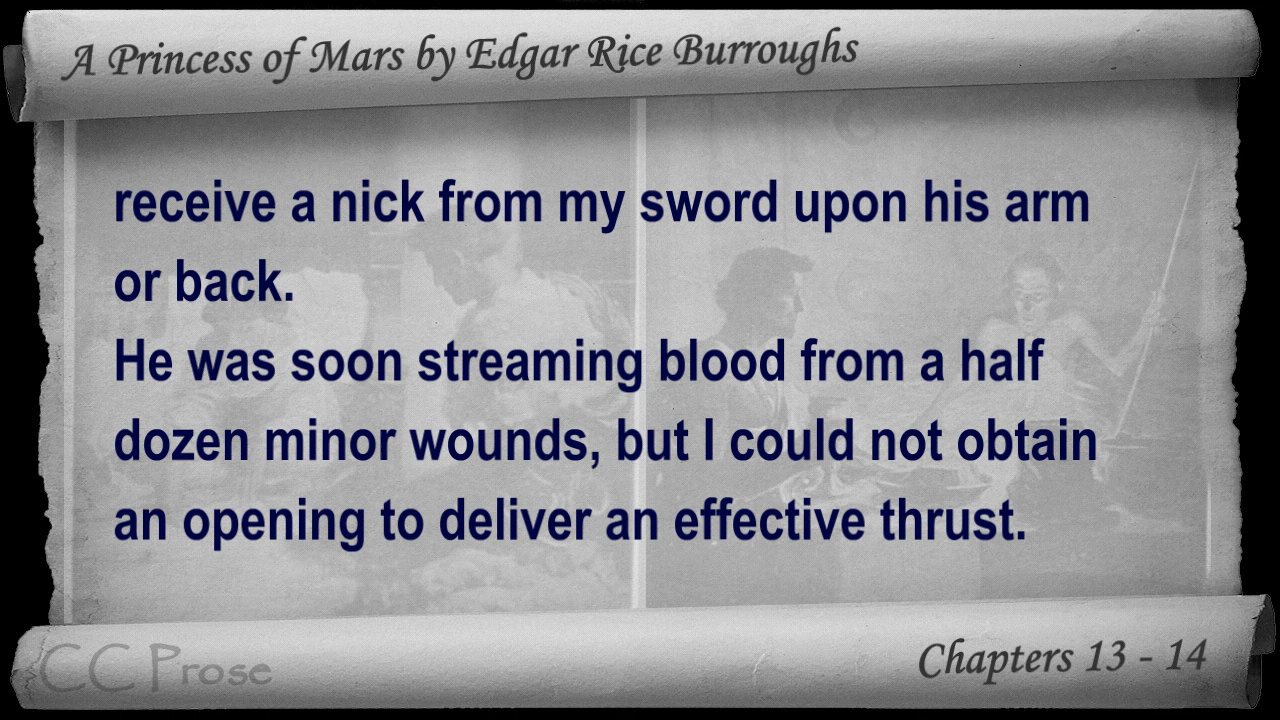 A Princess of Mars by Edgar Rice Burroughs
receive a nick from my sword upon his arm
or back.
He was soon streaming blood from a half
dozen minor wounds, but I could not obtain
an opening to deliver an effective thrust.
CC Prose
Chapters 13 - 14